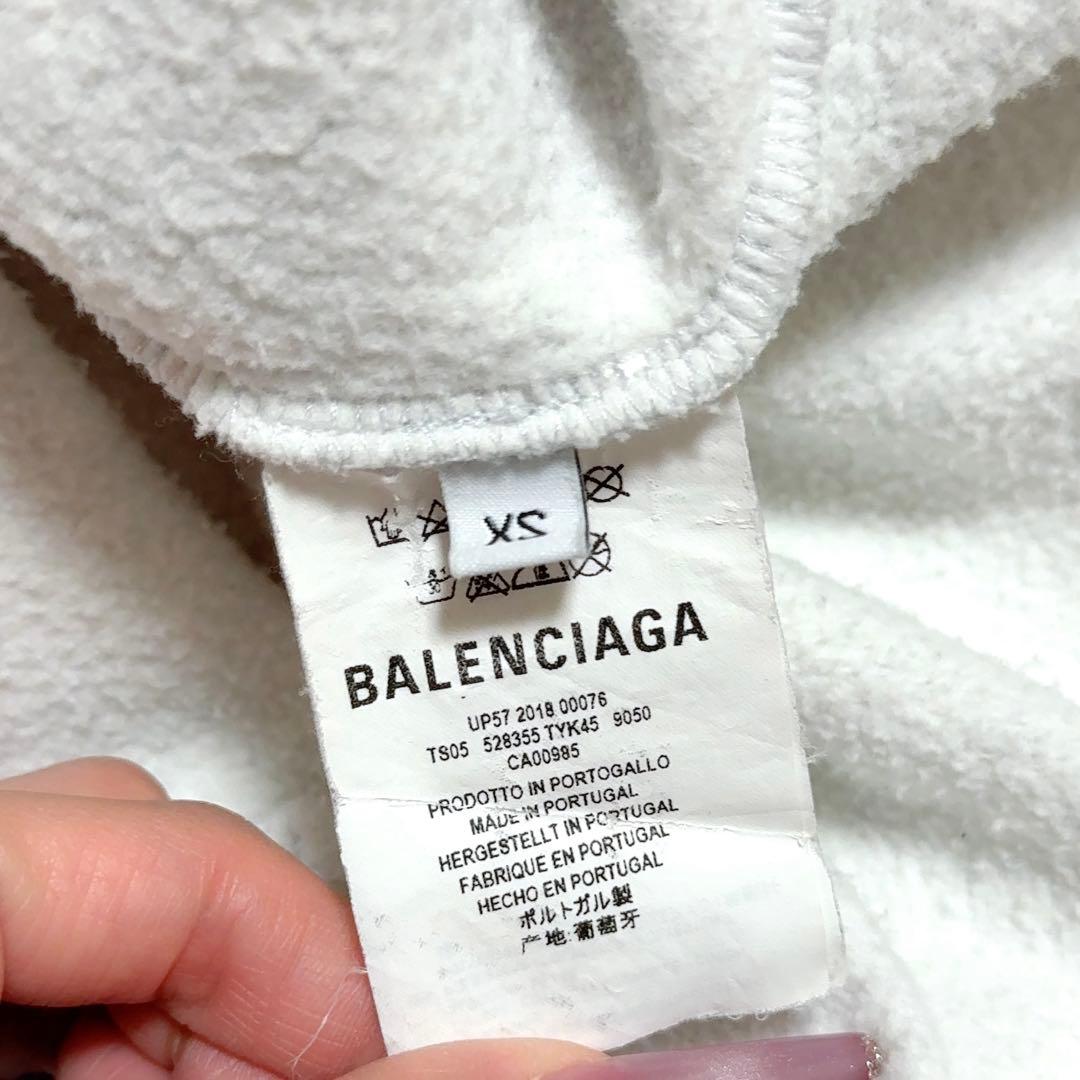 XS
BALENCIAGA
UP57 2018 00076
TS05 528355 TYK45 9050
CA00985
PRODOTTO IN PORTOGALLO
MADE IN PORTUGAL
HERGESTELLT IN PORTUGAL
FABRIQUE EN PORTUGAL
HECHO EN PORTUGAL
ポルトガル製
产地:葡萄牙